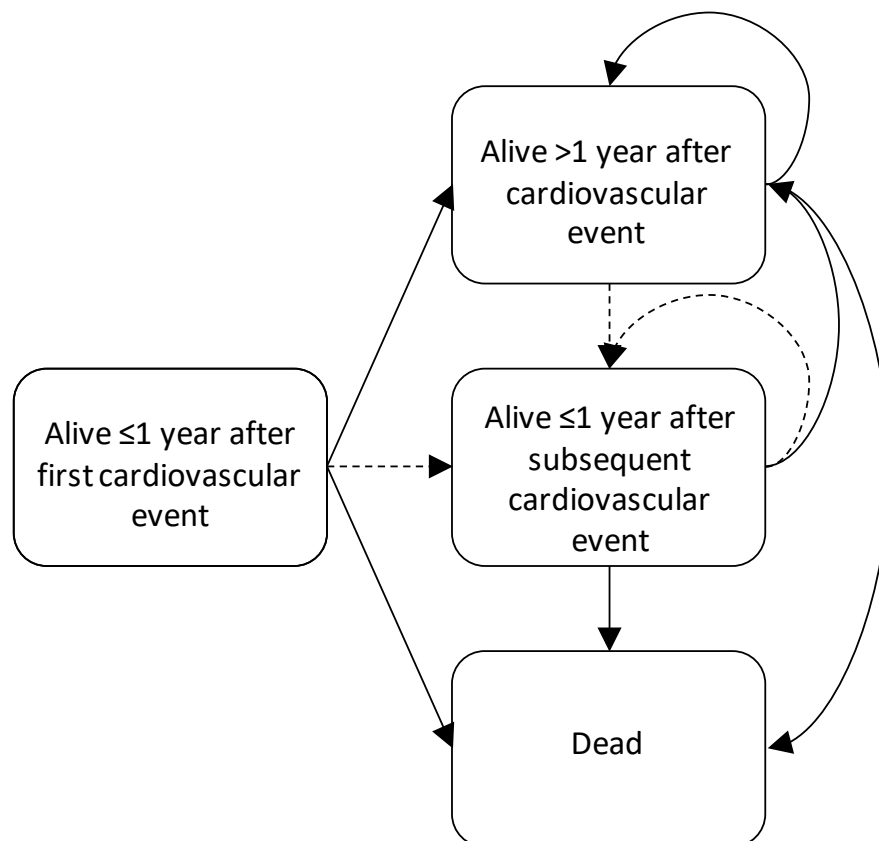 Alive >1 year after
cardiovascular
event
Alive ≤1 year after
first cardiovascular
event
Alive ≤1 year after
subsequent
cardiovascular
event
Dead